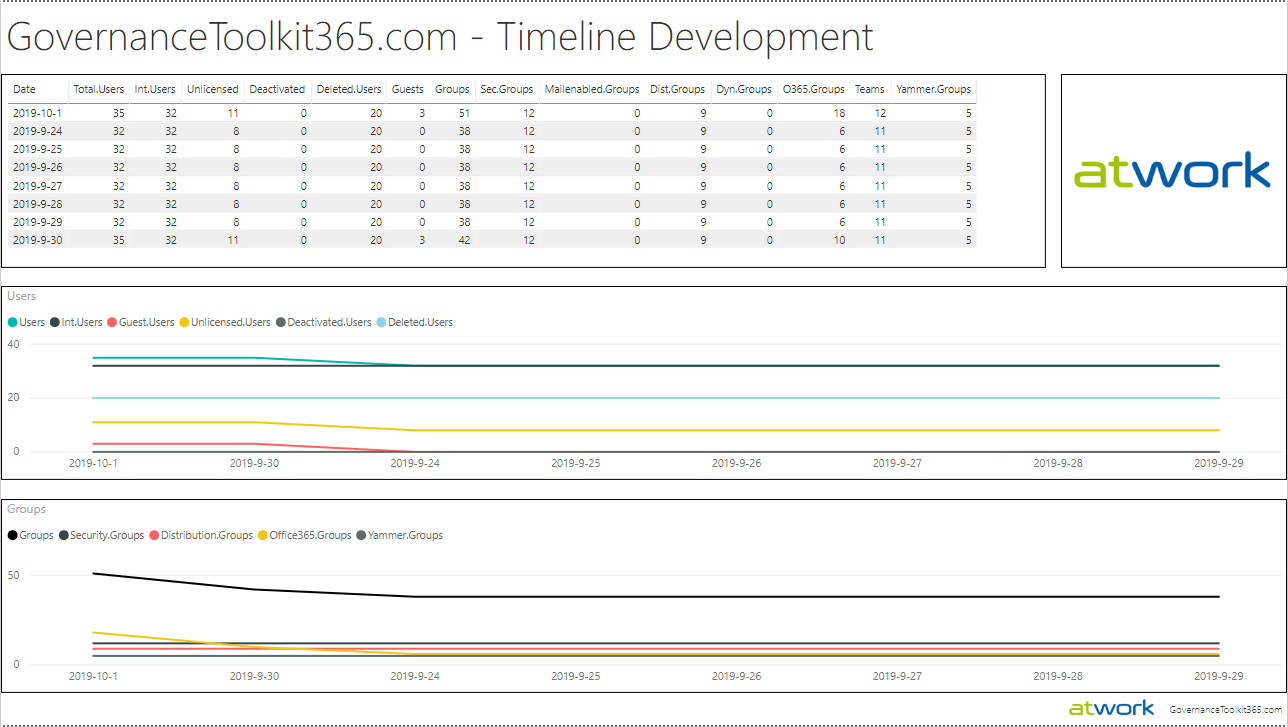 GovernanceToolkit365.com - Timeline Development
Date Total.Users Int.Users Unlicensed Deactivated Deleted.Users Guests Groups Sec.Groups Mailenabled.Groups Dist.Groups Dyn.Groups O365.Groups Teams Yammer.Groups
2019-10-1 35 32 11 0 20 3 51 12 0 9 0 18 12 5
2019-9-24 32 32 8 0 20 0 38 12 0 9 0 6 11 5
2019-9-25 32 32 8 0 20 0 38 12 0 9 0 6 11 5
2019-9-26 32 32 8 0 20 0 38 12 0 9 0 6 11 5
2019-9-27 32 32 8 0 20 0 38 12 0 9 0 6 11 5
2019-9-28 32 32 8 0 20 0 38 12 0 9 0 6 11 5
2019-9-29 32 32 8 0 20 0 38 12 0 9 0 6 11 5
2019-9-30 35 32 11 0 20 3 42 12 0 9 0 10 11 5
atwork
Users
Users Int.Users Guest.Users Unlicensed.Users Deactivated.Users Deleted.Users
40
20
0
2019-10-1 2019-9-30 2019-9-24 2019-9-25 2019-9-26 2019-9-27 2019-9-28 2019-9-29
Groups
Groups Security.Groups Distribution.Groups Office365.Groups Yammer.Groups
50
0
2019-10-1 2019-9-30 2019-9-24 2019-9-25 2019-9-26 2019-9-27 2019-9-28 2019-9-29
atwork GovernanceToolkit365.com